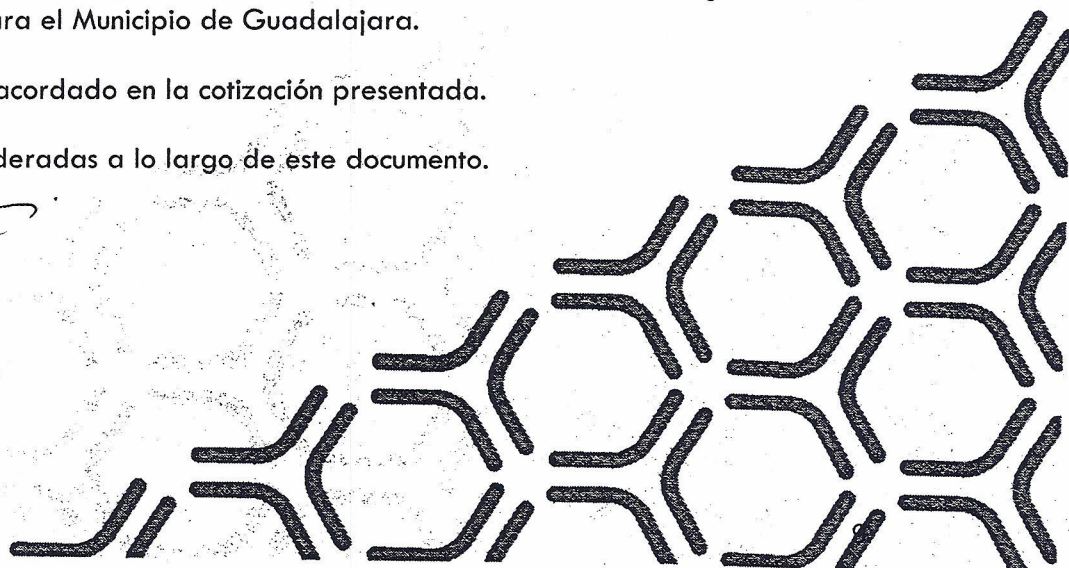 ra el Municipio de Guadalajara.
acordado en la cotización presentada.
deradas a lo largo de este documento.